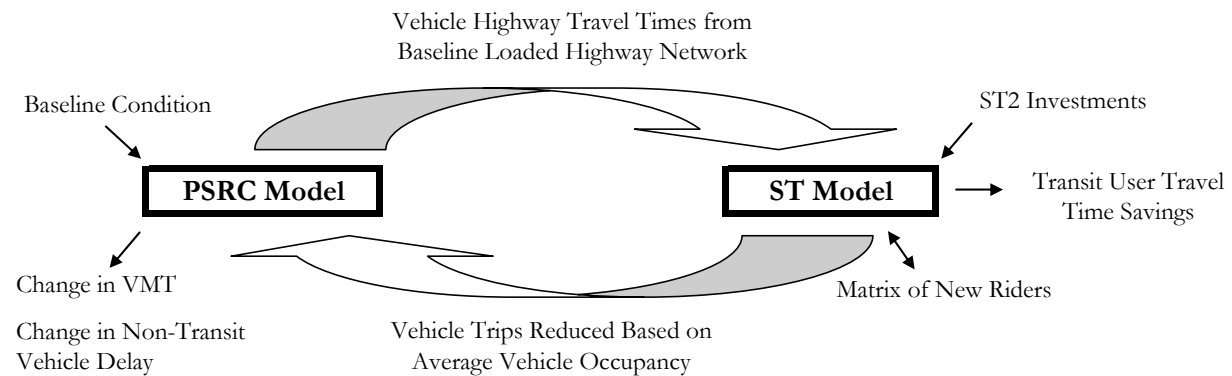 Vehicle Highway Travel Times from
Baseline Loaded Highway Network
Baseline Condition
ST2 Investments
PSRC Model
ST Model
Transit User Travel
Time Savings
Change in VMT
Matrix of New Riders
Change in Non-Transit
Vehicle Delay
Vehicle Trips Reduced Based on
Average Vehicle Occupancy